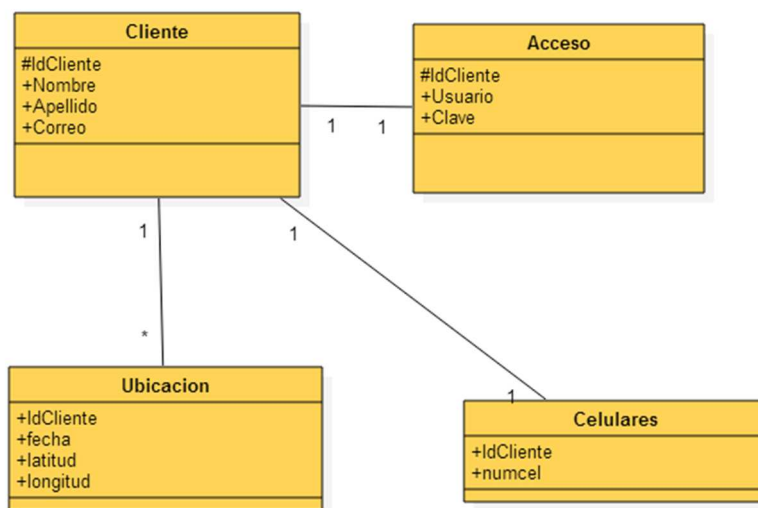 Cliente
#IdCliente
+Nombre
+Apellido
+Correo
Acceso
#IdCliente
+Usuario
+Clave
1 1
1 1
*
1
Ubicacion
+IdCliente
+fecha
+latitud
+longitud
Celulares
+IdCliente
+numcel